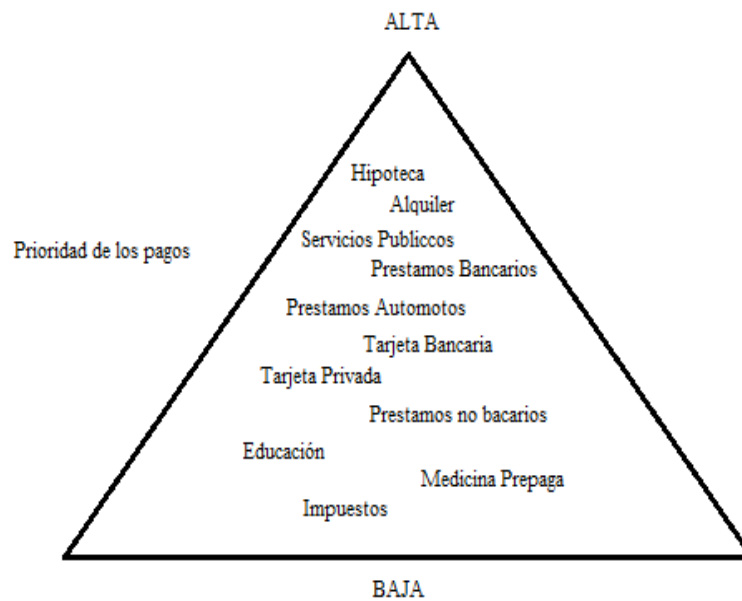 ALTA
Hipoteca
Alquiler
Servicios Publiccos
Prioridad de los pagos
Prestamos Bancarios
Prestamos Automotos
Tarjeta Bancaria
Tarjeta Privada
Prestamos no bacarios
Educación
Medicina Prepaga
Impuestos
BAJA